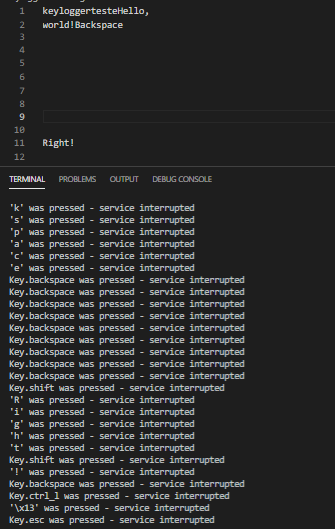 1 keyloggertesteHello,
2 world!Backspace
3
4
5
6
7
8
9
10
11 Right!
12
TERMINAL PROBLEMS OUTPUT DEBUG CONSOLE
'k' was pressed - service interrupted
's' was pressed - service interrupted
'p' was pressed - service interrupted
'a' was pressed - service interrupted
'c' was pressed - service interrupted
'e' was pressed - service interrupted
Key.backspace was pressed - service interrupted
Key.backspace was pressed - service interrupted
Key.backspace was pressed - service interrupted
Key.backspace was pressed - service interrupted
Key.backspace was pressed - service interrupted
Key.backspace was pressed - service interrupted
Key.backspace was pressed - service interrupted
Key.backspace was pressed - service interrupted
Key.backspace was pressed - service interrupted
Key.shift was pressed - service interrupted
'R' was pressed - service interrupted
'i' was pressed - service interrupted
'g' was pressed - service interrupted
'h' was pressed - service interrupted
't' was pressed - service interrupted
Key.shift was pressed - service interrupted
'!' was pressed - service interrupted
Key.backspace was pressed - service interrupted
Key.ctrl_l was pressed - service interrupted
'\x13' was pressed - service interrupted
Key.esc was pressed - service interrupted